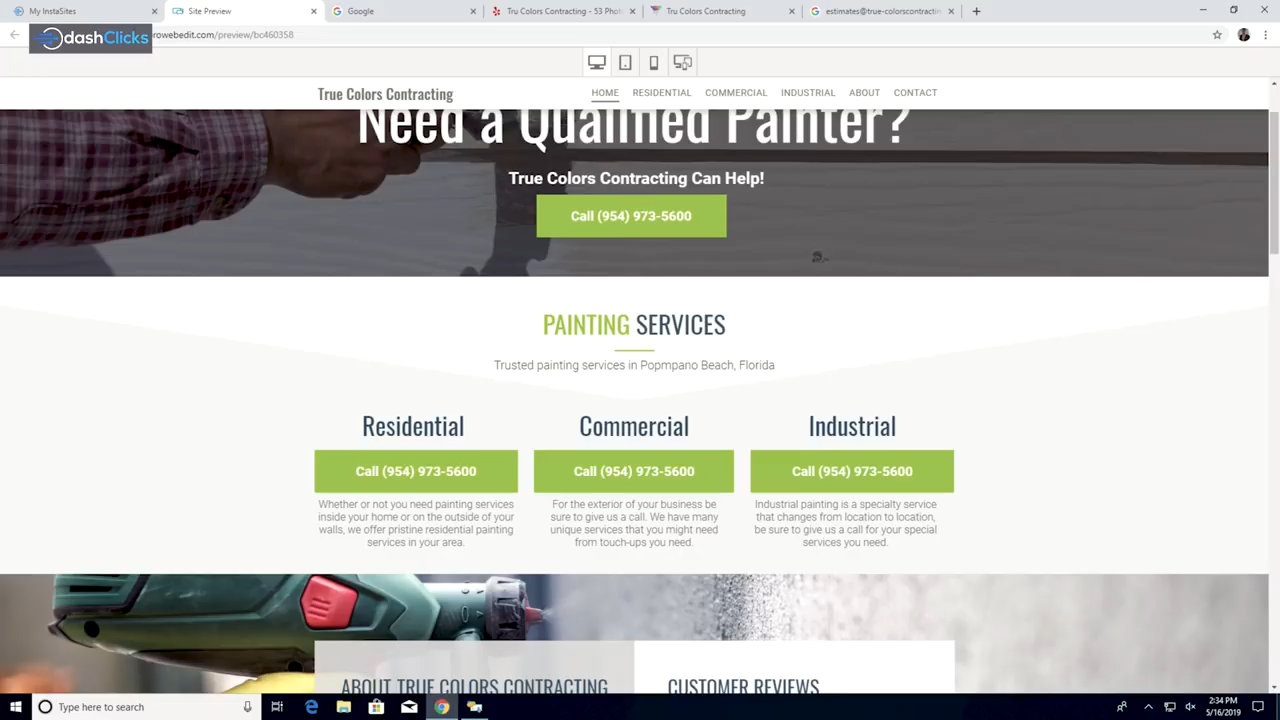 My InstaSites
Site Preview
Google
Tru Colors Contracting - 53 Phot
Tru Colors Contracting
estimates@true-colorscontractin
dashClicks
rowebedit.com/preview/bc460358
True Colors Contracting
HOME
RESIDENTIAL
COMMERCIAL
INDUSTRIAL
ABOUT
CONTACT
Need a Qualified Painter?
True Colors Contracting Can Help!
Call (954) 973-5600
PAINTING SERVICES
Trusted painting services in Popmpano Beach, Florida
Residential
Call (954) 973-5600
Whether or not you need painting services
inside your home or on the outside of your
walls, we offer pristine residential painting
services in your area.
Commercial
Call (954) 973-5600
For the exterior of your business be
sure to give us a call. We have many
unique services that you might need
from touch-ups you need.
Industrial
Call (954) 973-5600
Industrial painting is a specialty service
that changes from location to location,
be sure to give us a call for your special
services you need.
ABOUT TRUE COLORS CONTRACTING
CUSTOMER REVIEWS
Type here to search
2:34 PM
5/16/2019